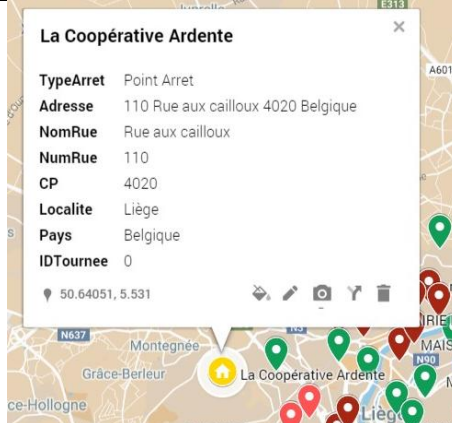 E313
La Coopérative Ardente
A601
TypeArret Point Arret
Adresse 110 Rue aux cailloux 4020 Belgique
NomRue Rue aux cailloux
NumRue 110
CP 4020
Localite Liège
Pays Belgique
IDTournee 0
50.64051, 5.531
N637
N3
RIE
Montegnée
MAIS
N90
Grâce-Berleur
La Coopérative Ardente
ce-Hollogne
Liège